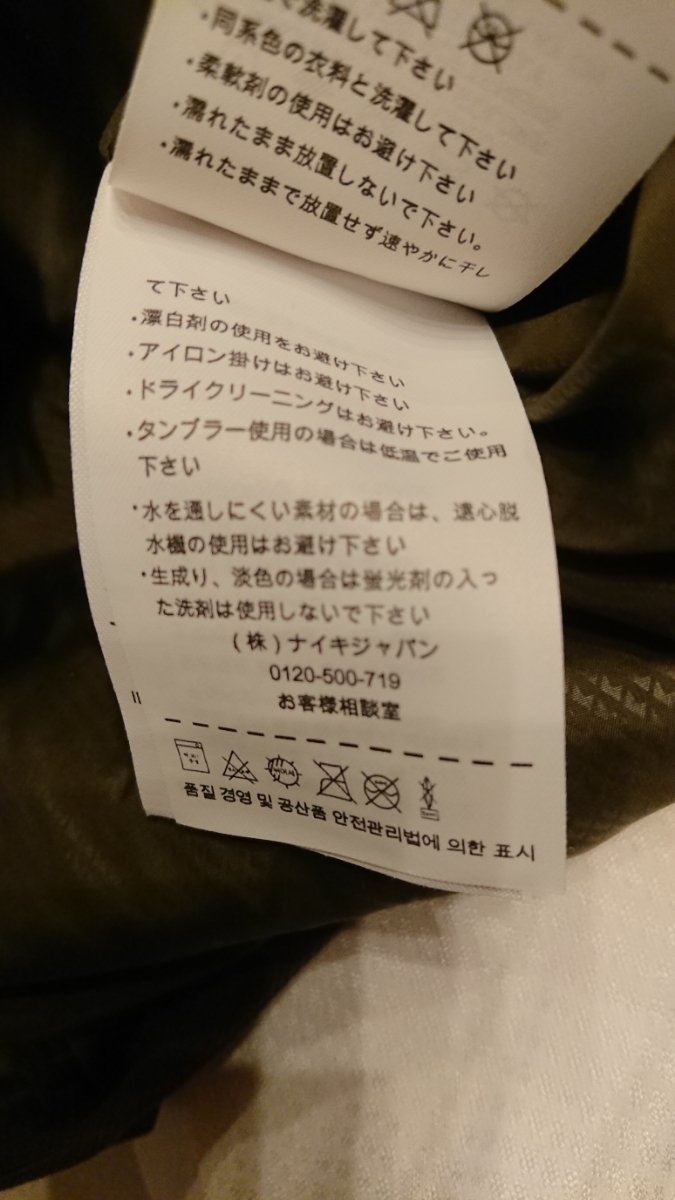 で洗濯して下さい
・同系色の衣料と洗濯して下さい
・柔軟剤の使用はお避け下さい
・濡れたまま放置しないで下さい。
・濡れたままで放置せず速やかに干し
て下さい
・漂白剤の使用をお避け下さい
・アイロン掛けはお避け下さい
・ドライクリーニングはお避け下さい。
・タンブラー使用の場合は低温でご使用
下さい
・水を通しにくい素材の場合は、遠心脱
水機の使用はお避け下さい
・生成り、淡色の場合は蛍光剤の入っ
た洗剤は使用しないで下さい
(株)ナイキジャパン
0120-500-719
お客様相談室
품질 경영 및 공산품 안전관리법에 의한 표시